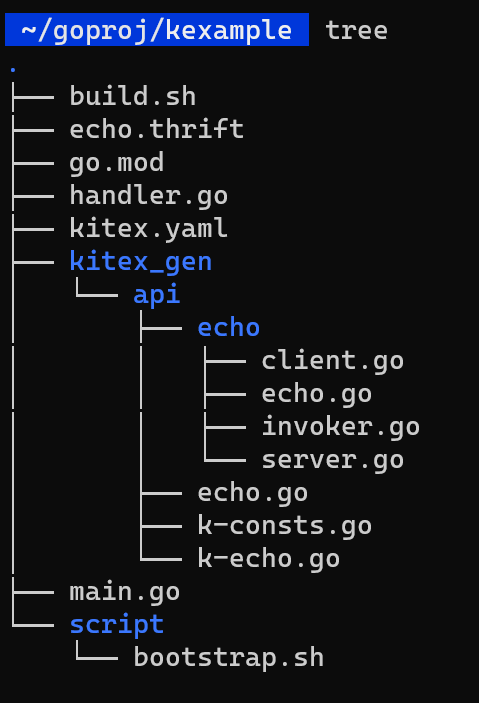 ~/goproj/kexample tree
.
├── build.sh
├── echo.thrift
├── go.mod
├── handler.go
├── kitex.yaml
├── kitex_gen
│   └── api
│       ├── echo
│       │   ├── client.go
│       │   ├── echo.go
│       │   ├── invoker.go
│       │   └── server.go
│       ├── echo.go
│       ├── k-consts.go
│       └── k-echo.go
├── main.go
└── script
    └── bootstrap.sh